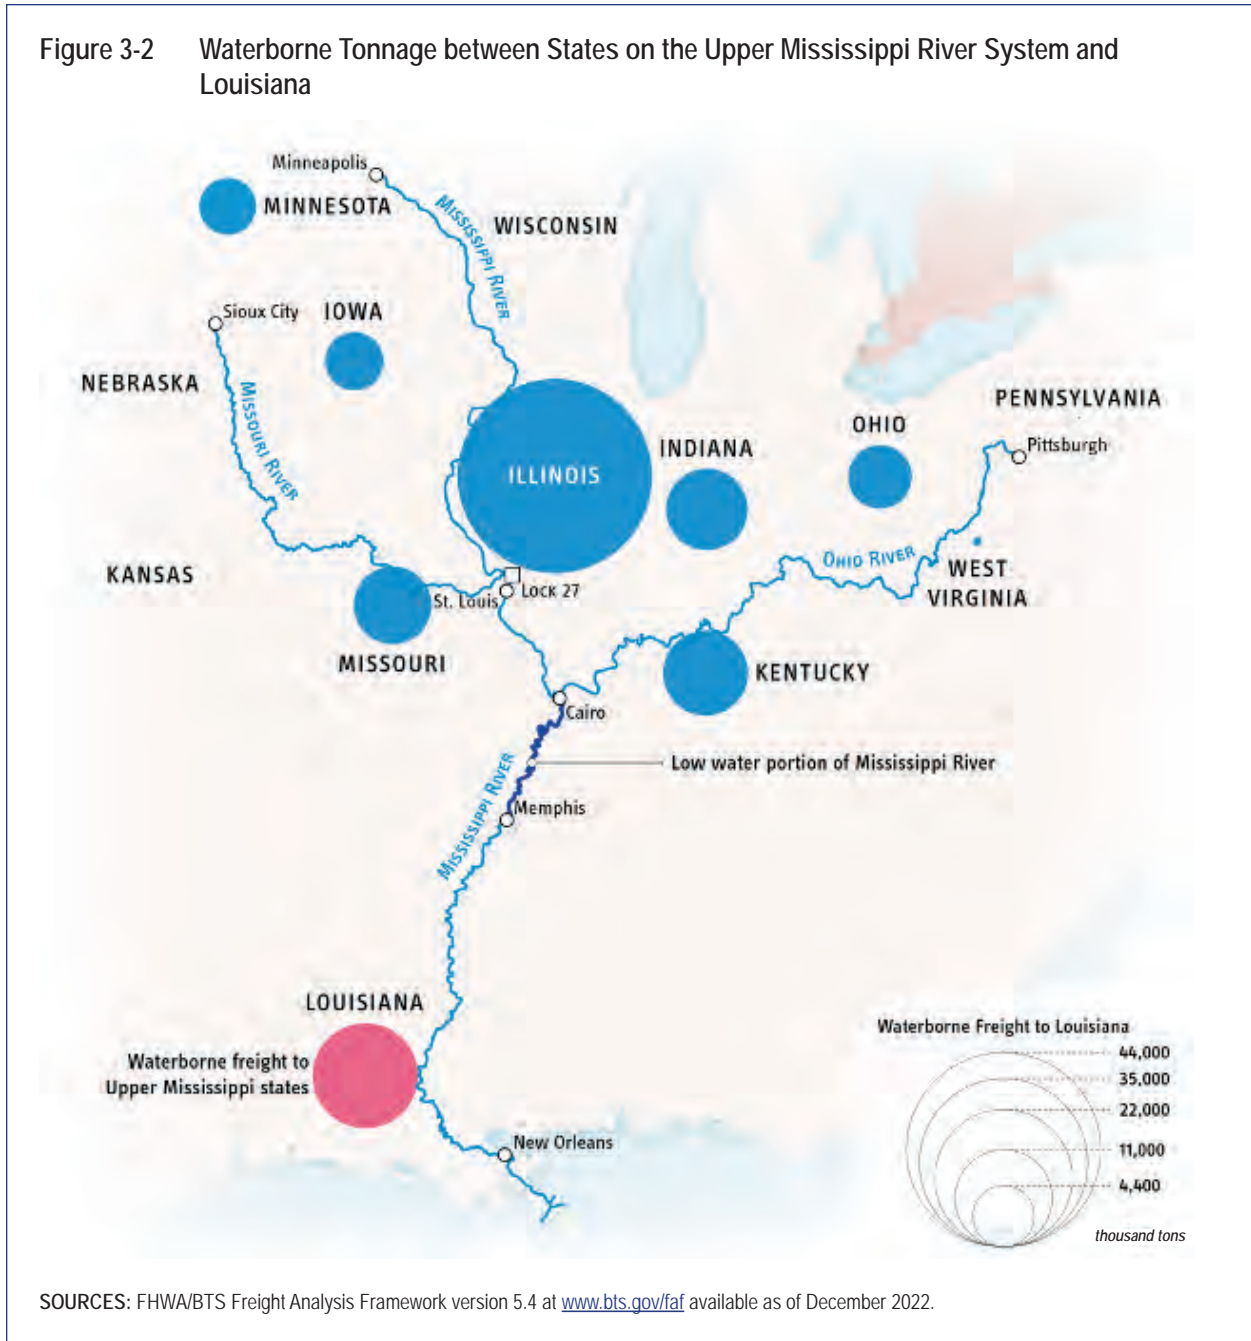 Figure 3-2 Waterborne Tonnage between States on the Upper Mississippi River System and
Louisiana
Minneapolis
MINNESOTA
MISSISSIPPI RIVER
WISCONSIN
Sioux City
IOWA
NEBRASKA
MISSOURI RIVER
PENNSYLVANIA
OHIO
Pittsburgh
INDIANA
ILLINOIS
OHIO RIVER
KANSAS
WEST
VIRGINIA
St. Louis
LOCK 27
MISSOURI
KENTUCKY
Cairo
Low water portion of Mississippi River
MISSISSIPPI RIVER
Memphis
LOUISIANA
Waterborne freight to
Upper Mississippi states
New Orleans
Waterborne Freight to Louisiana
44,000
35,000
22,000
11,000
4,400
thousand tons
SOURCES: FHWA/BTS Freight Analysis Framework version 5.4 at www.bts.gov/faf available as of December 2022.